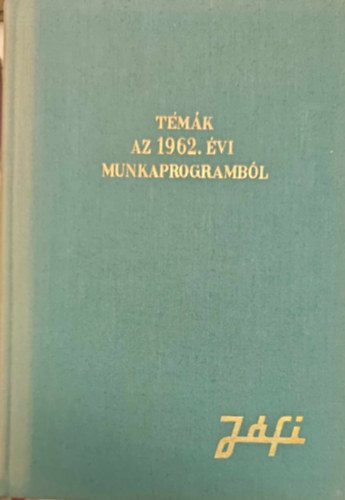 TÉMÁK
AZ 1962. ÉVI
MUNKAPROGRAMBÓL
Jáfi